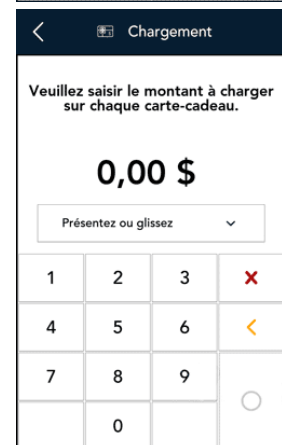 Chargement
Veuillez saisir le montant à charger
sur chaque carte-cadeau.
0,00 $
Présentez ou glissez
1 2 3
4 5 6
7 8 9
0